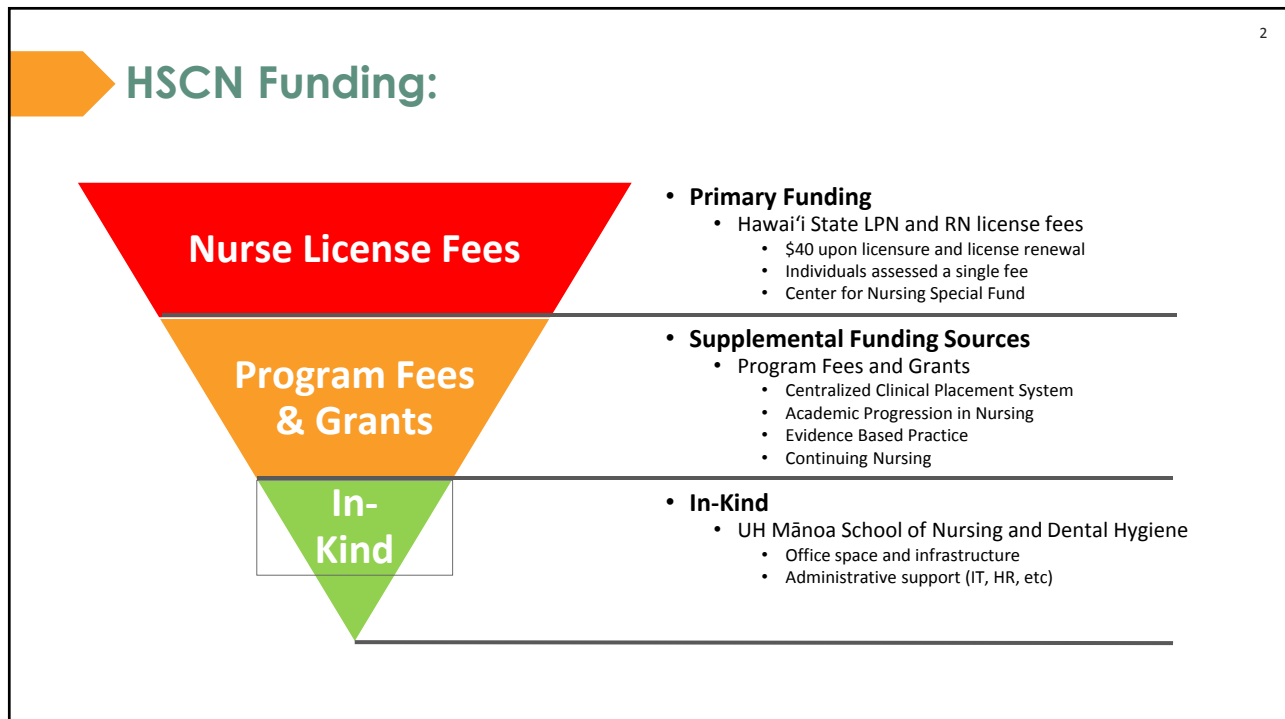 2
HSCN Funding:
Nurse License Fees
• Primary Funding
• Hawaiʻi State LPN and RN license fees
• $40 upon licensure and license renewal
• Individuals assessed a single fee
• Center for Nursing Special Fund
Program Fees
& Grants
• Supplemental Funding Sources
• Program Fees and Grants
• Centralized Clinical Placement System
• Academic Progression in Nursing
• Evidence Based Practice
• Continuing Nursing
In-
Kind
• In-Kind
• UH Mānoa School of Nursing and Dental Hygiene
• Office space and infrastructure
• Administrative support (IT, HR, etc)